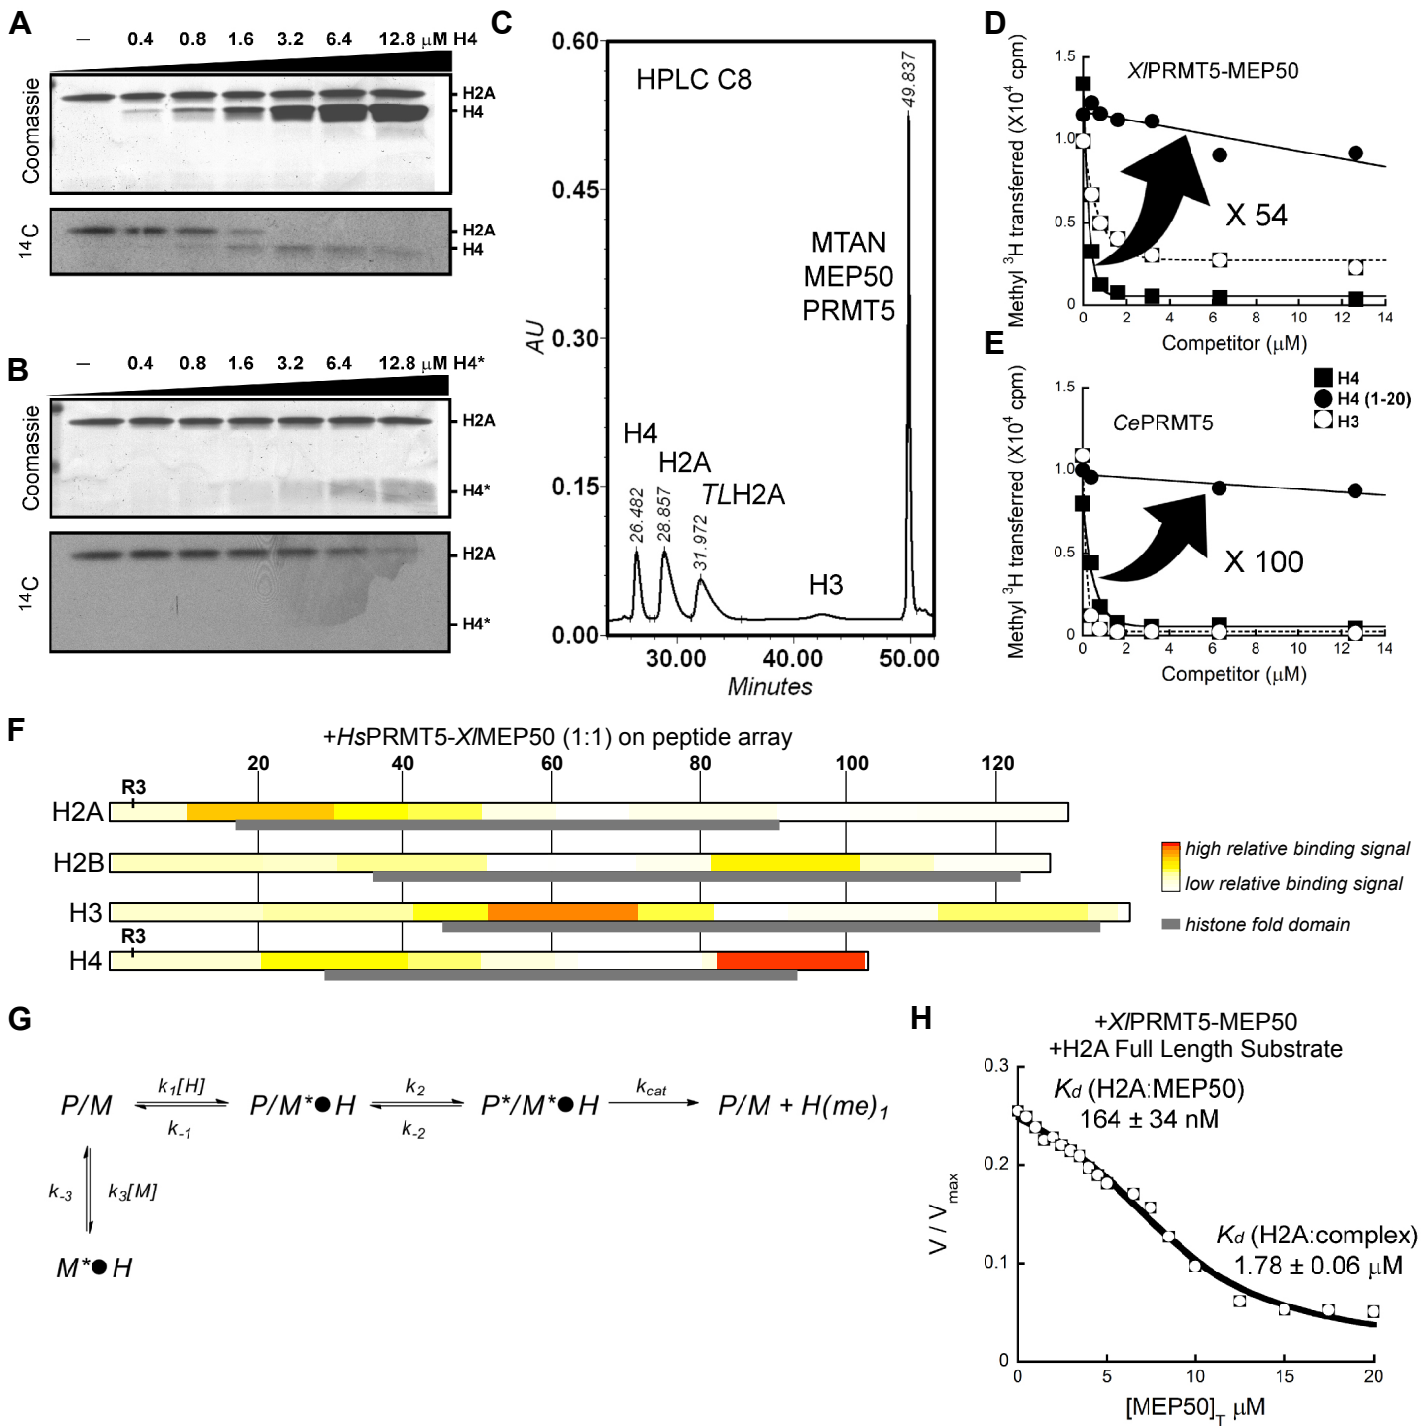 A
– 0.4 0.8 1.6 3.2 6.4 12.8 μM H4
Coomassie
H2A
H4
14C
H2A
H4
B
– 0.4 0.8 1.6 3.2 6.4 12.8 μM H4*
Coomassie
H2A
H4*
14C
H2A
H4*
C
HPLC C8
AU
0.60
0.45
0.30
0.15
0.00
30.00 40.00 50.00
Minutes
H4
26.482
H2A
28.857
TLH2A
31.972
H3
MTAN
MEP50
PRMT5
49.837
D
XlPRMT5-MEP50
Methyl 3H transferred (X104 cpm)
1.5
1.0
0.5
0
X 54
0 2 4 6 8 10 12 14
Competitor (μM)
E
H4
H4 (1-20)
H3
CePRMT5
Methyl 3H transferred (X104 cpm)
1.5
1.0
0.5
0
X 100
0 2 4 6 8 10 12 14
Competitor (μM)
F
+HsPRMT5-XlMEP50 (1:1) on peptide array
20 40 60 80 100 120
R3
H2A
H2B
H3
R3
H4
high relative binding signal
low relative binding signal
histone fold domain
G
P/M k1[H] k-1 P/M*●H k2 k-2 P*/M*●H kcat P/M + H(me)1
k-3 k3[M]
M*●H
H
+XlPRMT5-MEP50
+H2A Full Length Substrate
Kd (H2A:MEP50)
164 ± 34 nM
Kd (H2A:complex)
1.78 ± 0.06 μM
V / Vmax
0.3
0.2
0.1
0
0 5 10 15 20
[MEP50]T μM